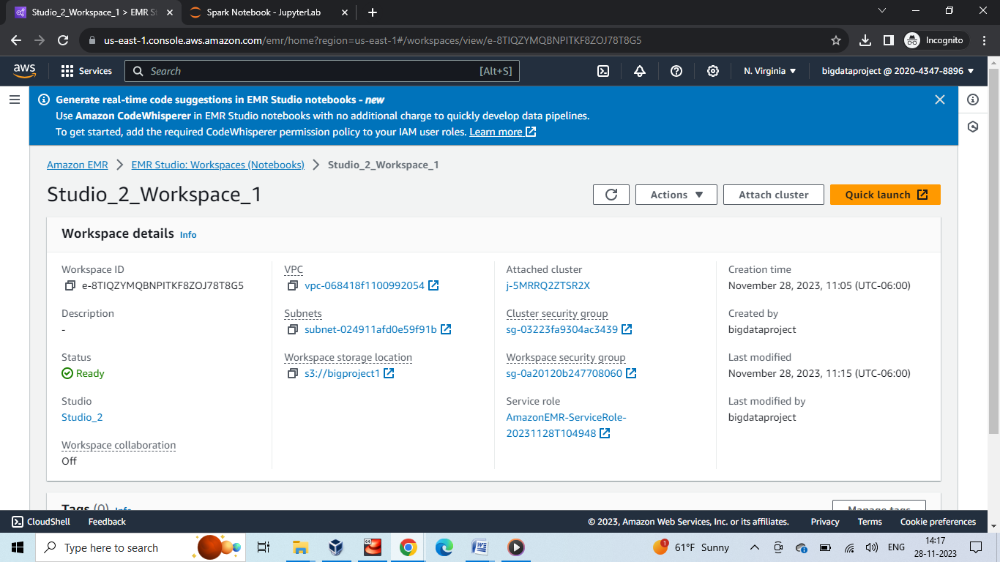 Studio_2_Workspace_1 > EMR St
Spark Notebook - JupyterLab
us-east-1.console.aws.amazon.com/emr/home?region=us-east-1#/workspaces/view/e-8TIQZYMQBNPITKF8ZOJ78T8G5
Incognito
aws
Services
Search
[Alt+S]
N. Virginia
bigdataproject @ 2020-4347-8896
Generate real-time code suggestions in EMR Studio notebooks - new
Use Amazon CodeWhisperer in EMR Studio notebooks with no additional charge to quickly develop data pipelines.
To get started, add the required CodeWhisperer permission policy to your IAM user roles. Learn more
Amazon EMR
EMR Studio: Workspaces (Notebooks)
Studio_2_Workspace_1
Studio_2_Workspace_1
Actions
Attach cluster
Quick launch
Workspace details Info
Workspace ID
e-8TIQZYMQBNPITKF8ZOJ78T8G5
Description
-
Status
Ready
Studio
Studio_2
Workspace collaboration
Off
VPC
vpc-068418f1100992054
Subnets
subnet-024911afd0e59f91b
Workspace storage location
s3://bigproject1
Attached cluster
j-5MRRQ2ZTSR2X
Cluster security group
sg-03223fa9304ac3439
Workspace security group
sg-0a20120b247708060
Service role
AmazonEMR-ServiceRole-
20231128T104948
Creation time
November 28, 2023, 11:05 (UTC-06:00)
Created by
bigdataproject
Last modified
November 28, 2023, 11:15 (UTC-06:00)
Last modified by
bigdataproject
Tags (0) Info
Manage tags
CloudShell
Feedback
© 2023, Amazon Web Services, Inc. or its affiliates.
Privacy
Terms
Cookie preferences
Type here to search
64
1
61°F Sunny
ENG
14:17
28-11-2023